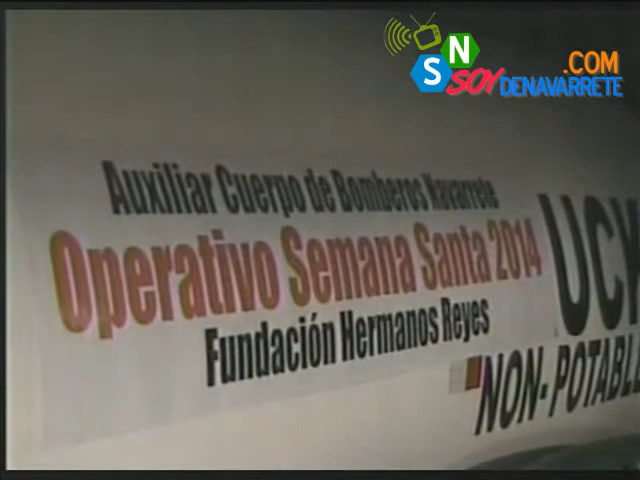 SN
SOYDENAVARRETE
.COM
Auxiliar Cuerpo de Bomberos Navarrete
Operativo Semana Santa 2014
Fundación Hermanos Reyes
NON-POTABLE